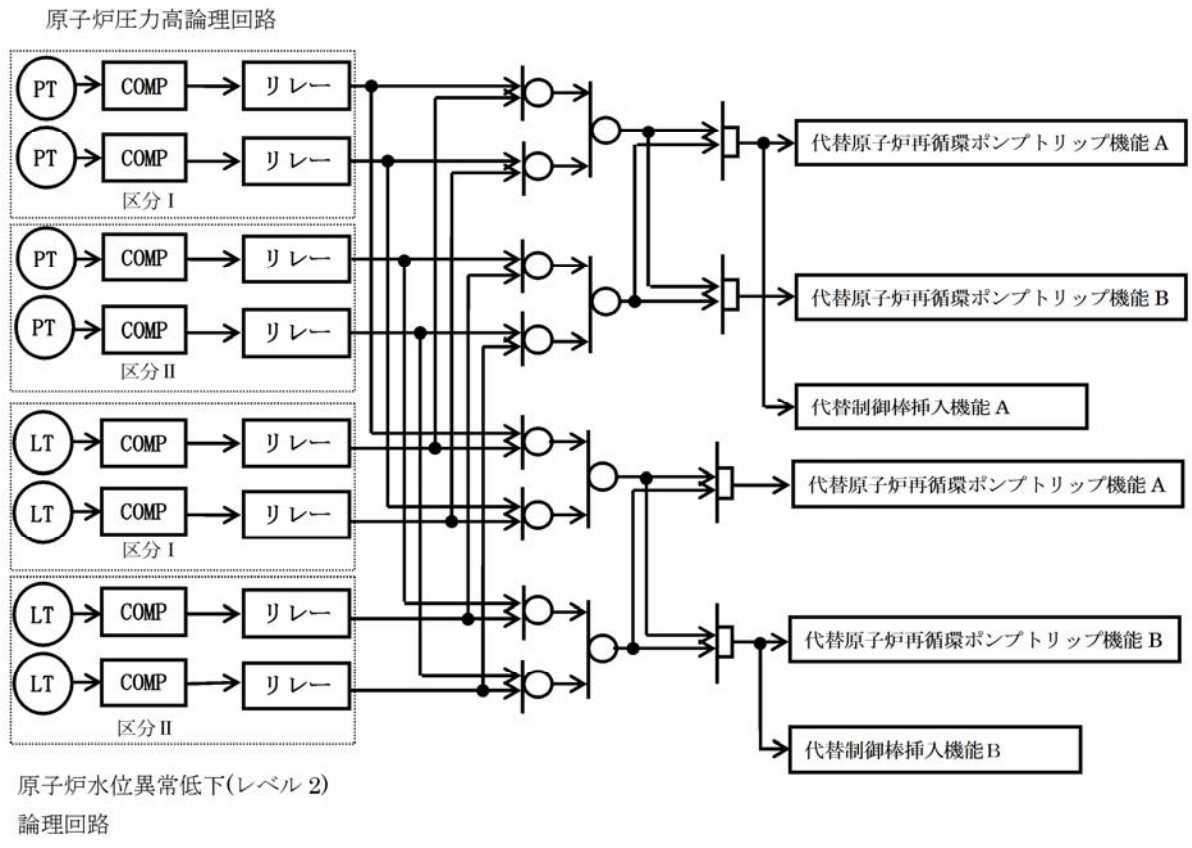 原子炉圧力高論理回路
PT COMP リレー
PT COMP リレー
区分Ⅰ
PT COMP リレー
PT COMP リレー
区分Ⅱ
LT COMP リレー
LT COMP リレー
区分Ⅰ
LT COMP リレー
LT COMP リレー
区分Ⅱ
原子炉水位異常低下(レベル 2)
論理回路
代替原子炉再循環ポンプトリップ機能 A
代替原子炉再循環ポンプトリップ機能 B
代替制御棒挿入機能 A
代替原子炉再循環ポンプトリップ機能 A
代替原子炉再循環ポンプトリップ機能 B
代替制御棒挿入機能 B